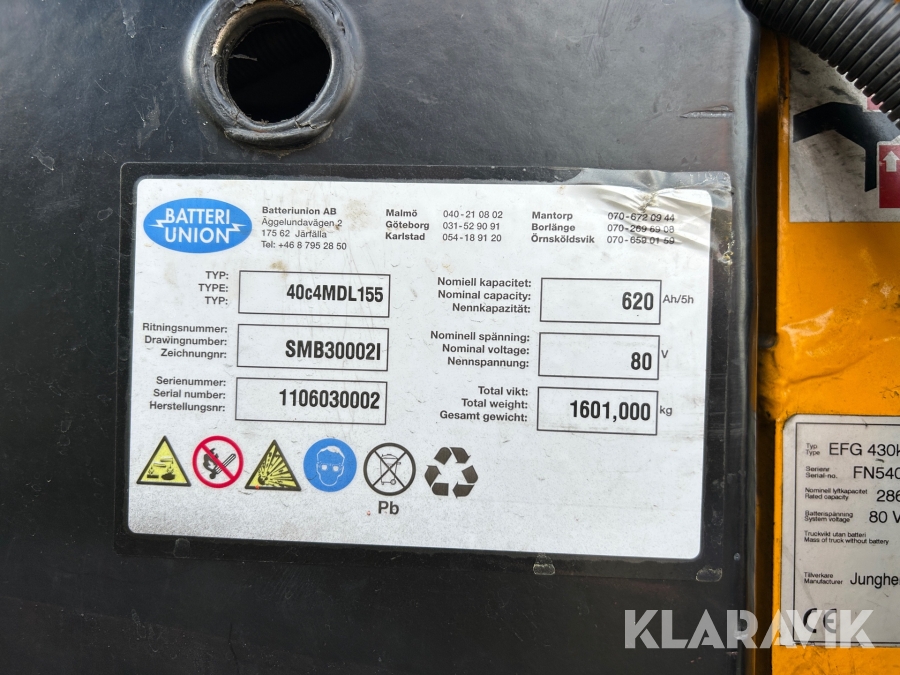 BATTERI
UNION
Batteriunion AB
Äggelundavägen 2
175 62 Järfälla
Tel: +46 8 795 28 50
Malmö 040-21 08 02
Göteborg 031-52 90 91
Karlstad 054-18 91 20
Mantorp 070-672 09 44
Borlänge 070-269 69 08
Örnsköldsvik 070-659 01 59
TYP:
TYPE:
TYP:
40c4MDL155
Nomiell kapacitet:
Nominal capacity:
Nennkapazität:
620 Ah/5h
Ritningsnummer:
Drawingnumber:
Zeichnungnr:
SMB30002I
Nominell spänning:
Nominal voltage:
Nennspannung:
80 V
Serienummer:
Serial number:
Herstellungsnr:
1106030002
Total vikt:
Total weight:
Gesamt gewicht:
1601,000 kg
Pb
Typ
Type
EFG 430k
Serienr
Serial-no.
FN540
Nominell lyftkapacitet
Rated capacity
286
Batterispänning
System voltage
80 V
Truckvikt utan batteri
Mass of truck without battery
Tillverkare
Manufacturer
Junghe
CE
KLARAVIK